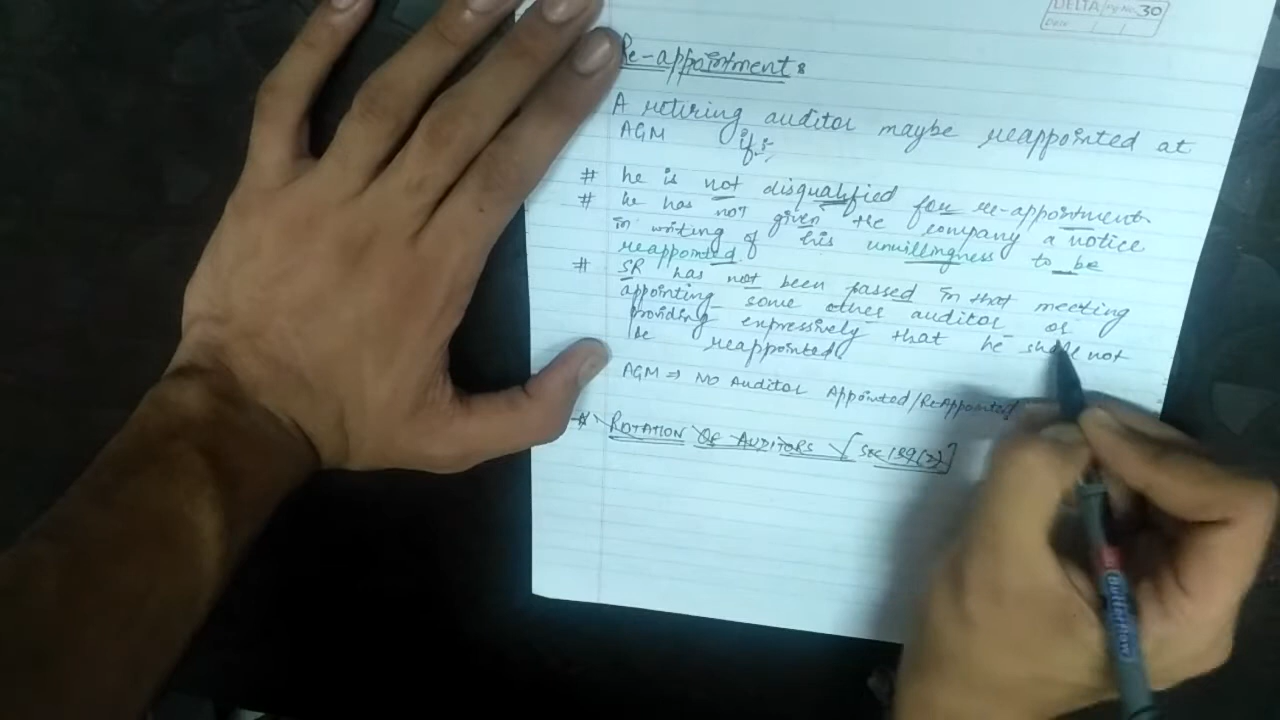 DELTA Pg No. 30
Date / /
Re-appointment:
A retiring auditor maybe reappointed at
AGM if:-
# he is not disqualified for re-appointment
# he has not given the company a notice
in writing of his unwillingness to be
reappointed.
# SR has not been passed in that meeting
appointing some other auditor or
providing expressively that he shall not
be reappointed
AGM => No Auditor Appointed/ReAppointed
ROTATION OF AUDITORS [Sec 139(2)]
Butterflow